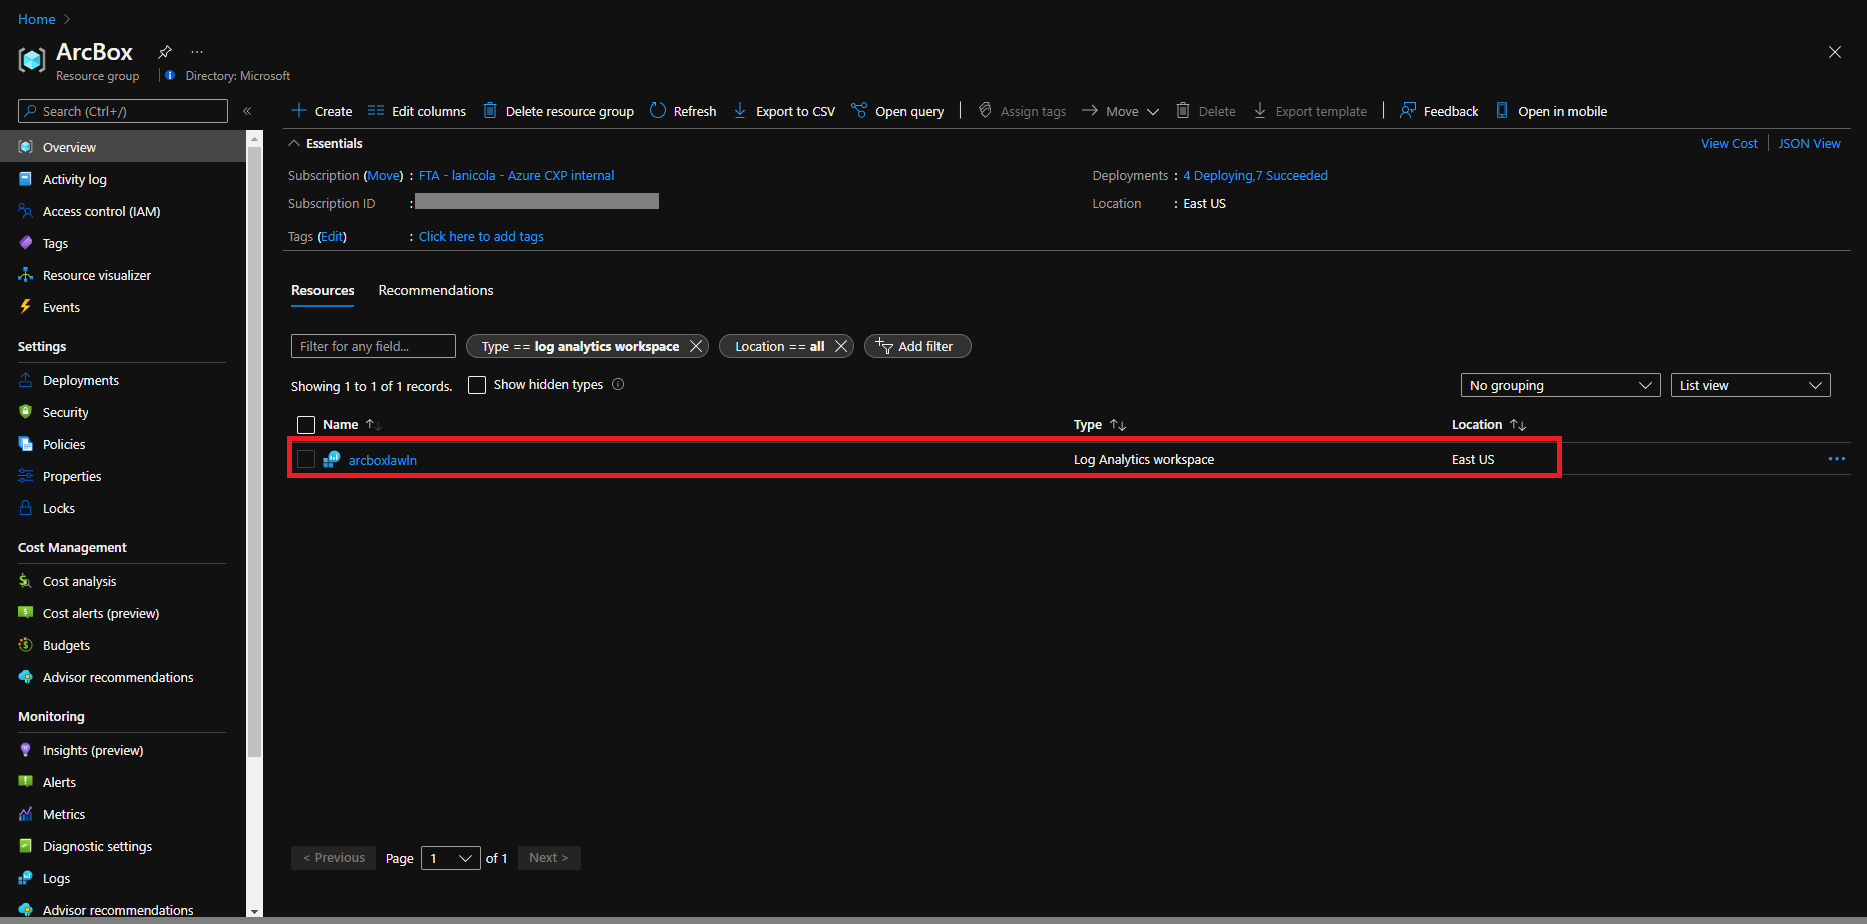 Home >
ArcBox ...
Resource group | Directory: Microsoft
Search (Ctrl+/) «
Overview
Activity log
Access control (IAM)
Tags
Resource visualizer
Events
Settings
Deployments
Security
Policies
Properties
Locks
Cost Management
Cost analysis
Cost alerts (preview)
Budgets
Advisor recommendations
Monitoring
Insights (preview)
Alerts
Metrics
Diagnostic settings
Logs
Advisor recommendations
Create Edit columns Delete resource group Refresh Export to CSV Open query | Assign tags Move Delete Export template | Feedback Open in mobile
Essentials View Cost | JSON View
Subscription (Move) : FTA - lanicola - Azure CXP internal Deployments : 4 Deploying,7 Succeeded
Subscription ID : Location : East US
Tags (Edit) : Click here to add tags
Resources Recommendations
Filter for any field... Type == log analytics workspace Location == all Add filter
Showing 1 to 1 of 1 records. Show hidden types No grouping List view
Name Type Location
arcboxlawln Log Analytics workspace East US ...
< Previous Page 1 of 1 Next >